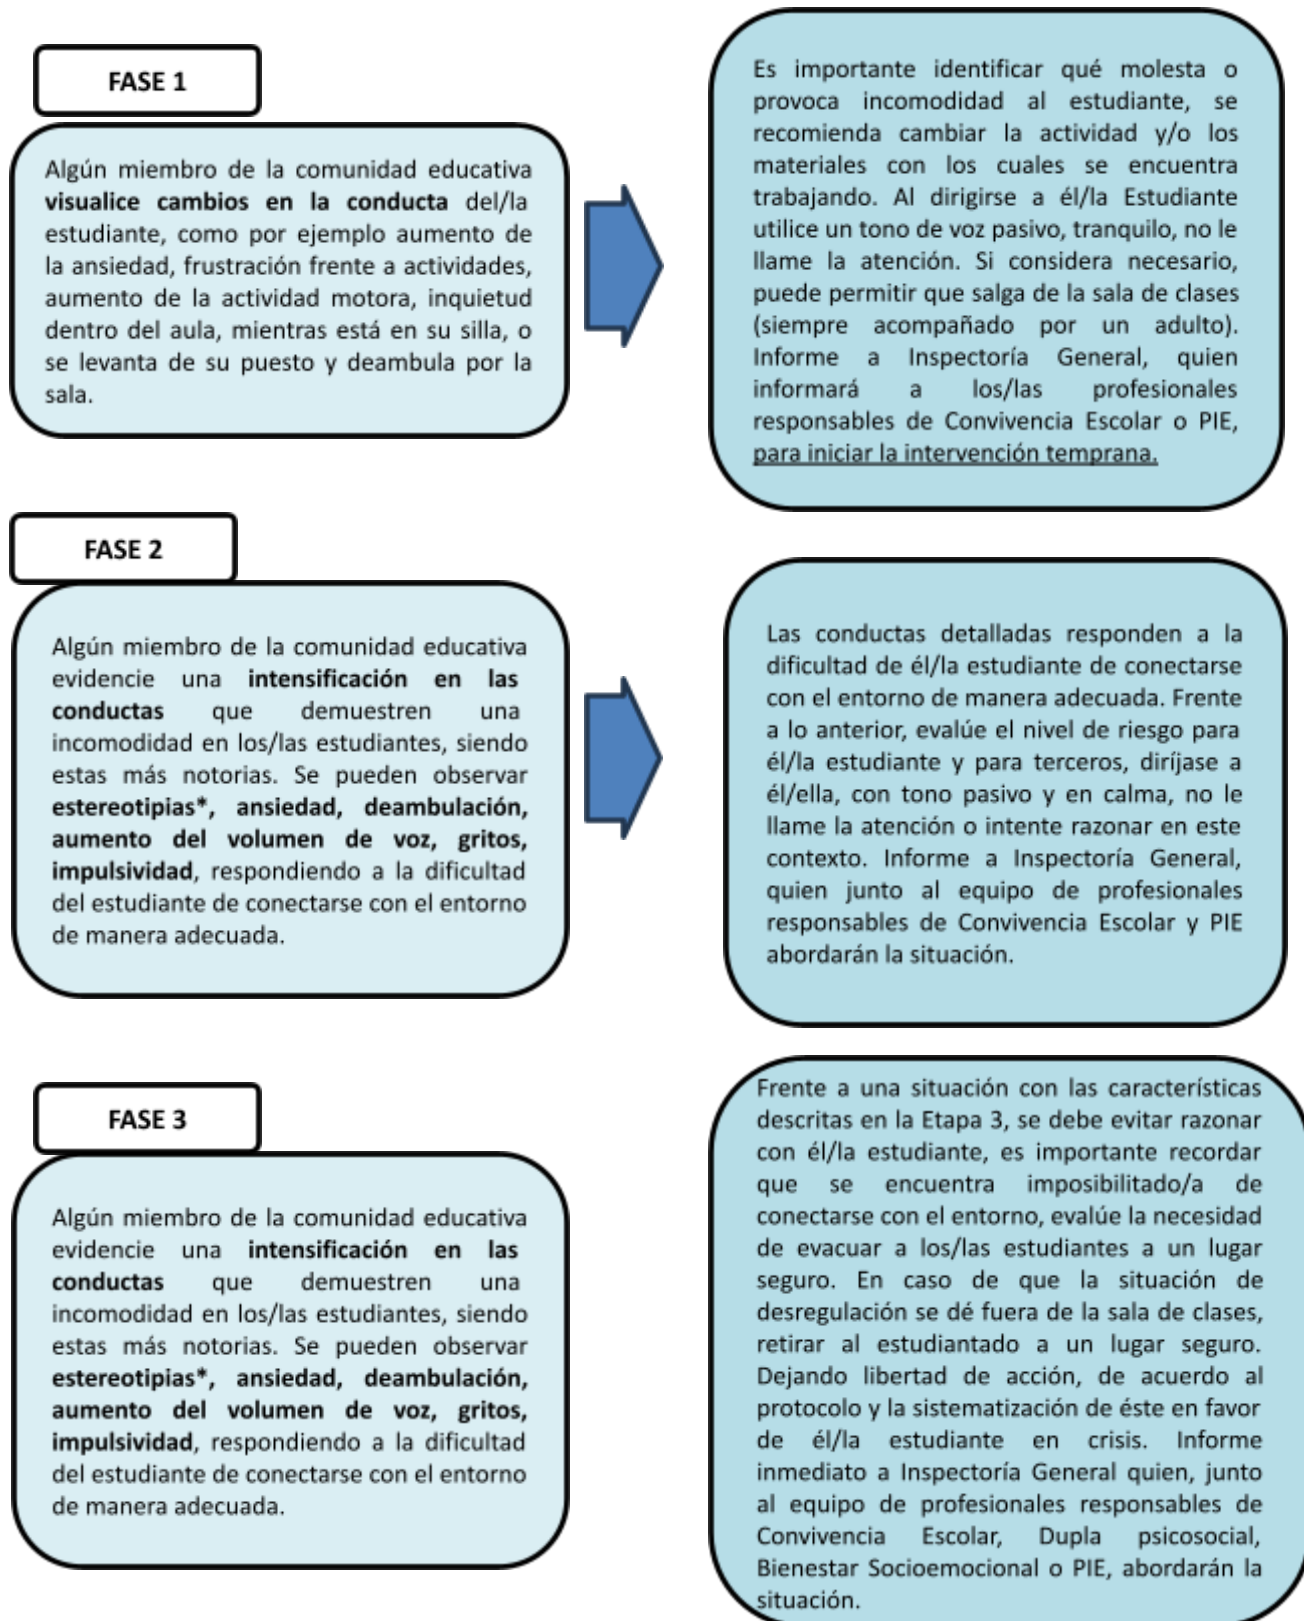 FASE 1
Algún miembro de la comunidad educativa
visualice cambios en la conducta del/la
estudiante, como por ejemplo aumento de
la ansiedad, frustración frente a actividades,
aumento de la actividad motora, inquietud
dentro del aula, mientras está en su silla, o
se levanta de su puesto y deambula por la
sala.
Es importante identificar qué molesta o
provoca incomodidad al estudiante, se
recomienda cambiar la actividad y/o los
materiales con los cuales se encuentra
trabajando. Al dirigirse a él/la Estudiante
utilice un tono de voz pasivo, tranquilo, no le
llame la atención. Si considera necesario,
puede permitir que salga de la sala de clases
(siempre acompañado por un adulto).
Informe a Inspectoría General, quien
informará a los/las profesionales
responsables de Convivencia Escolar o PIE,
para iniciar la intervención temprana.
FASE 2
Algún miembro de la comunidad educativa
evidencie una intensificación en las
conductas que demuestren una
incomodidad en los/las estudiantes, siendo
estas más notorias. Se pueden observar
estereotipias*, ansiedad, deambulación,
aumento del volumen de voz, gritos,
impulsividad, respondiendo a la dificultad
del estudiante de conectarse con el entorno
de manera adecuada.
Las conductas detalladas responden a la
dificultad de él/la estudiante de conectarse
con el entorno de manera adecuada. Frente
a lo anterior, evalúe el nivel de riesgo para
él/la estudiante y para terceros, diríjase a
él/ella, con tono pasivo y en calma, no le
llame la atención o intente razonar en este
contexto. Informe a Inspectoría General,
quien junto al equipo de profesionales
responsables de Convivencia Escolar y PIE
abordarán la situación.
FASE 3
Algún miembro de la comunidad educativa
evidencie una intensificación en las
conductas que demuestren una
incomodidad en los/las estudiantes, siendo
estas más notorias. Se pueden observar
estereotipias*, ansiedad, deambulación,
aumento del volumen de voz, gritos,
impulsividad, respondiendo a la dificultad
del estudiante de conectarse con el entorno
de manera adecuada.
Frente a una situación con las características
descritas en la Etapa 3, se debe evitar razonar
con él/la estudiante, es importante recordar
que se encuentra imposibilitado/a de
conectarse con el entorno, evalúe la necesidad
de evacuar a los/las estudiantes a un lugar
seguro. En caso de que la situación de
desregulación se dé fuera de la sala de clases,
retirar al estudiantado a un lugar seguro.
Dejando libertad de acción, de acuerdo al
protocolo y la sistematización de éste en favor
de él/la estudiante en crisis. Informe
inmediato a Inspectoría General quien, junto
al equipo de profesionales responsables de
Convivencia Escolar, Dupla psicosocial,
Bienestar Socioemocional o PIE, abordarán la
situación.